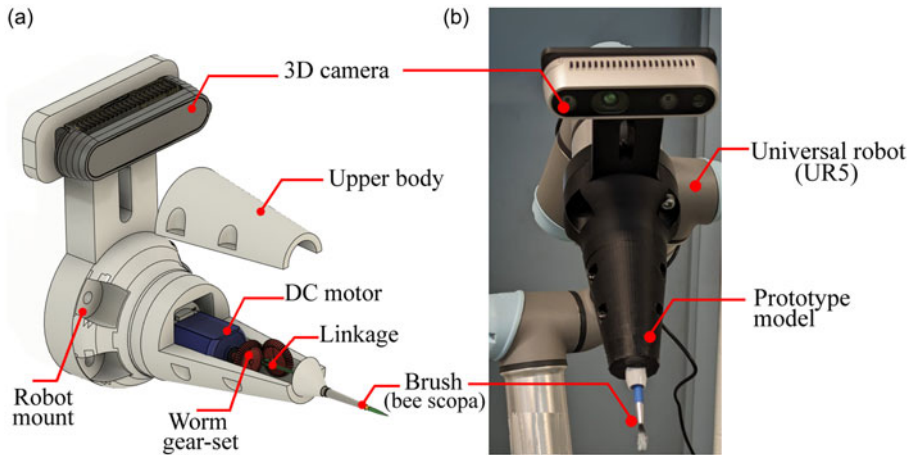 (a)
(b)
3D camera
Upper body
Universal robot
(UR5)
DC motor
Linkage
Prototype
model
Brush
(bee scopa)
Robot
mount
Worm
gear-set